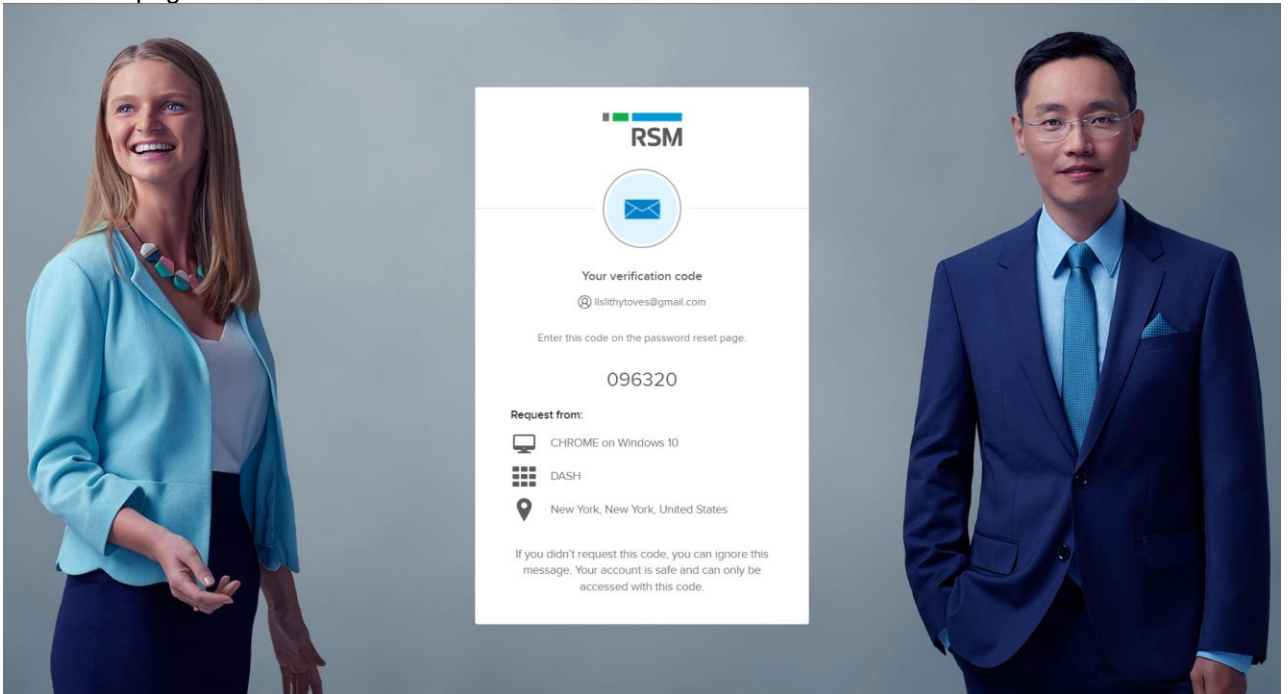 RSM
Your verification code
llslithytoves@gmail.com
Enter this code on the password reset page.
096320
Request from:
CHROME on Windows 10
DASH
New York, New York, United States
If you didn't request this code, you can ignore this
message. Your account is safe and can only be
accessed with this code.